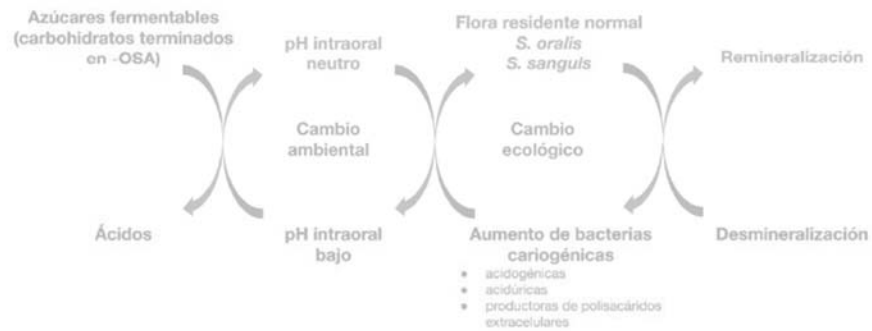 Azúcares fermentables
(carbohidratos terminados
en -OSA)
pH intraoral
neutro
Flora residente normal
S. oralis
S. sanguis
Remineralización
Cambio
ambiental
Cambio
ecológico
Ácidos
pH intraoral
bajo
Aumento de bacterias
cariogénicas
• acidogénicas
• acidúricas
• productoras de polisacáridos
extracelulares
Desmineralización